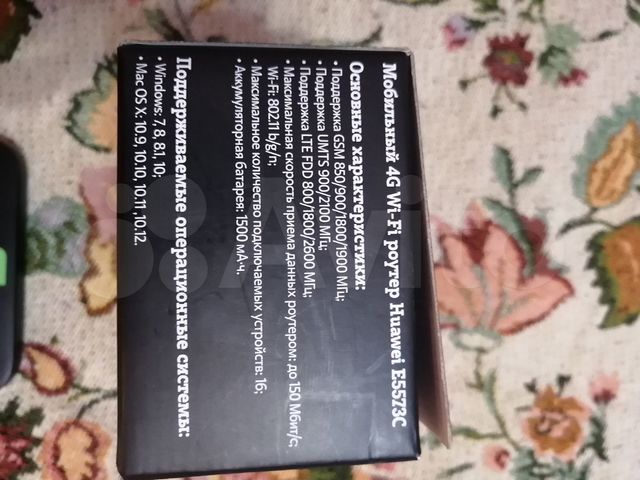 Мобильный 4G Wi-Fi роутер Huawei E5573C
Основные характеристики:
• Поддержка GSM 850/900/1800/1900 МГц;
• Поддержка UMTS 900/2100 МГц;
• Поддержка LTE FDD 800/1800/2600 МГц;
• Максимальная скорость приема данных роутером: до 150 Мбит/с;
Wi-Fi: 802.11 b/g/n;
• Максимальное количество подключаемых устройств: 16;
• Аккумуляторная батарея: 1500 мА·ч.
Поддерживаемые операционные системы:
• Windows: 7, 8, 8.1, 10;
• Mac OS X: 10.9, 10.10, 10.11, 10.12.
Avito